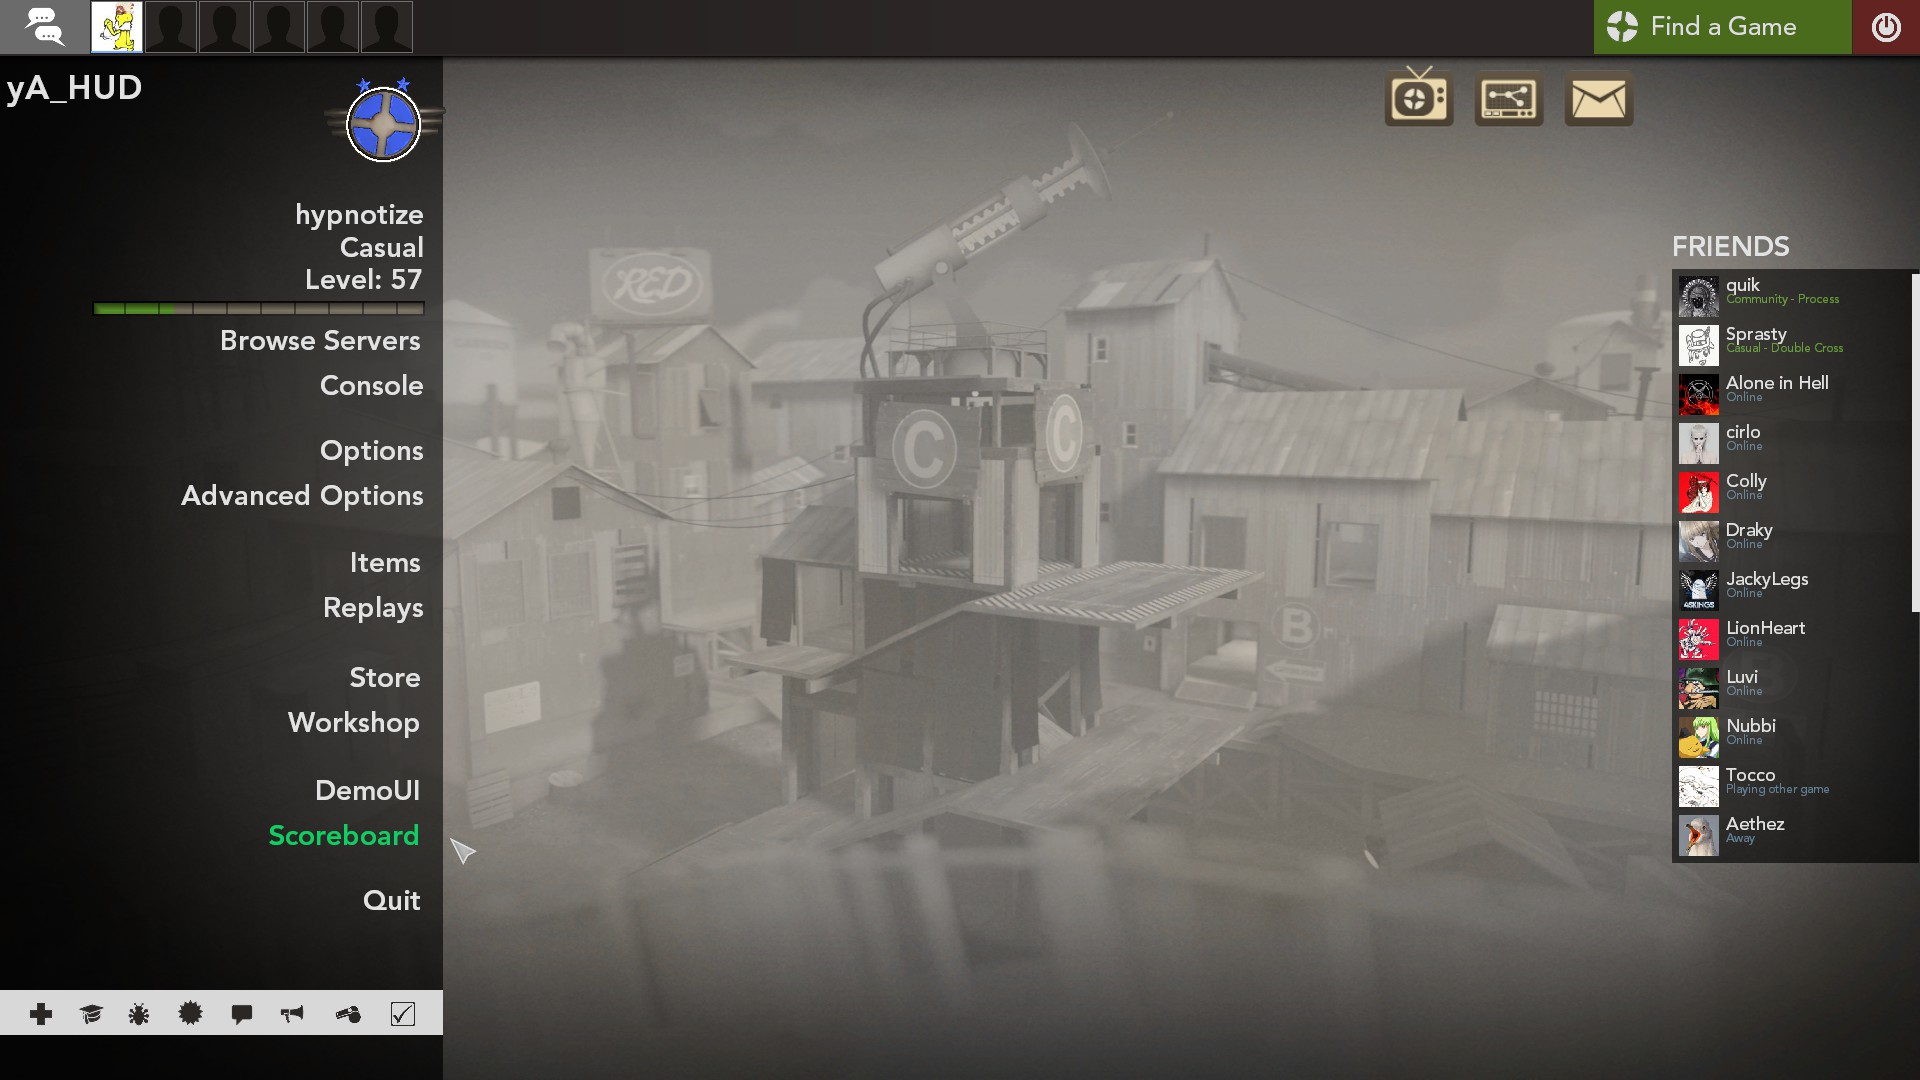 Find a Game
yA_HUD
hypnotize
Casual
Level: 57
Browse Servers
Console
Options
Advanced Options
Items
Replays
Store
Workshop
DemoUI
Scoreboard
Quit
RED
C
C
B
FRIENDS
quik
Community - Process
Sprasty
Casual - Double Cross
Alone in Hell
Online
cirlo
Online
Colly
Online
Draky
Online
JackyLegs
Online
LionHeart
Online
Luvi
Online
Nubbi
Online
Tocco
Playing other game
Aethez
Away